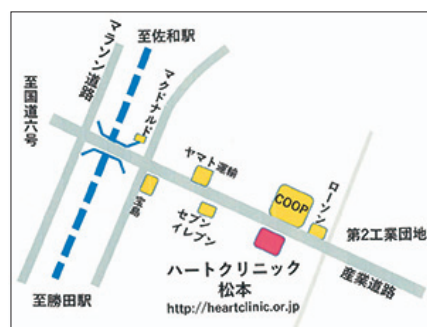 至佐和駅
マラソン道路
マクドナルド
至国道六号
ヤマト運輸
宝島
セブン
イレブン
COOP
ローソン
第2工業団地
産業道路
ハートクリニック
松本
http://heartclinic.or.jp
至勝田駅